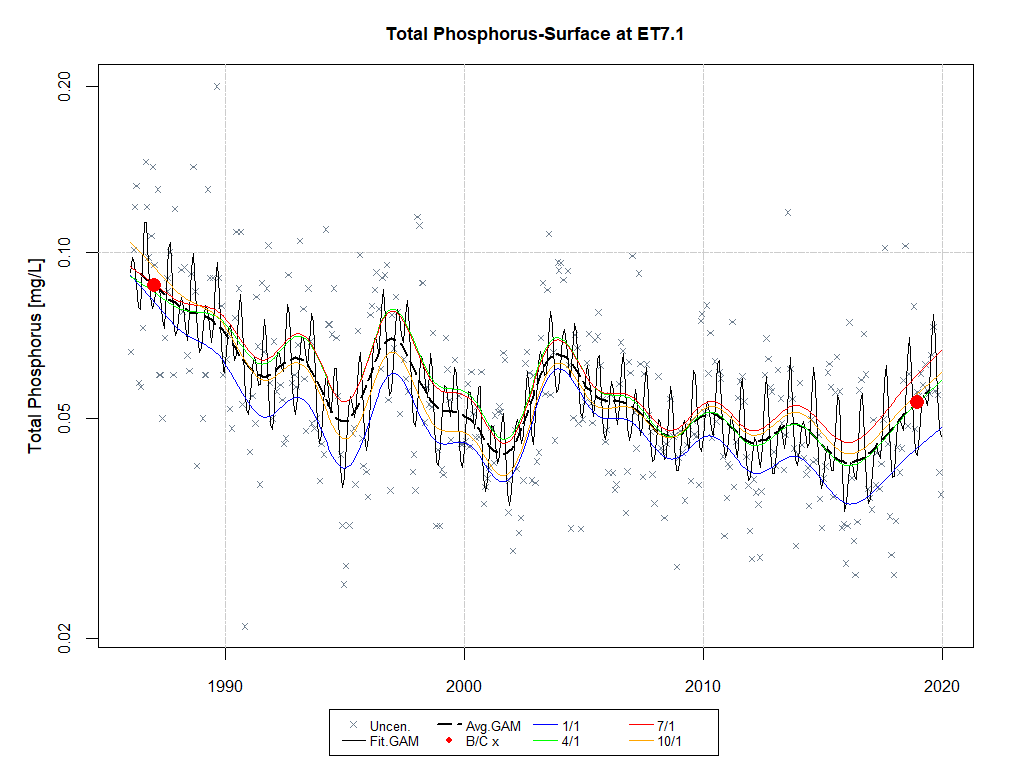 Total Phosphorus-Surface at ET7.1
Total Phosphorus [mg/L]
0.20
0.10
0.05
0.02
1990 2000 2010 2020
Uncen. Avg.GAM 1/1 7/1
Fit.GAM B/C x 4/1 10/1